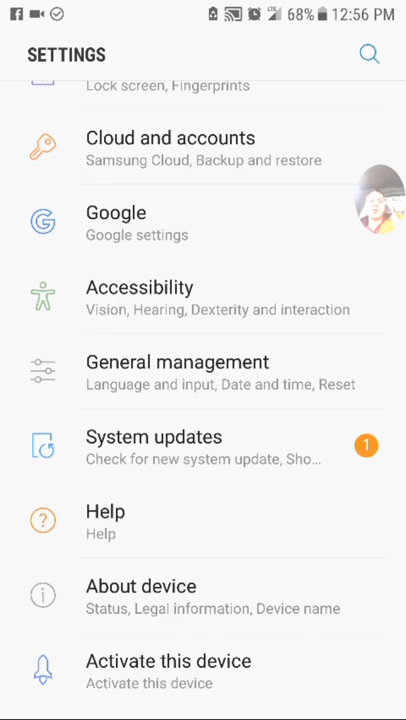 68% 12:56 PM
SETTINGS
Lock screen, Fingerprints
Cloud and accounts
Samsung Cloud, Backup and restore
Google
Google settings
Accessibility
Vision, Hearing, Dexterity and interaction
General management
Language and input, Date and time, Reset
System updates
1
Check for new system update, Sho...
Help
Help
About device
Status, Legal information, Device name
Activate this device
Activate this device